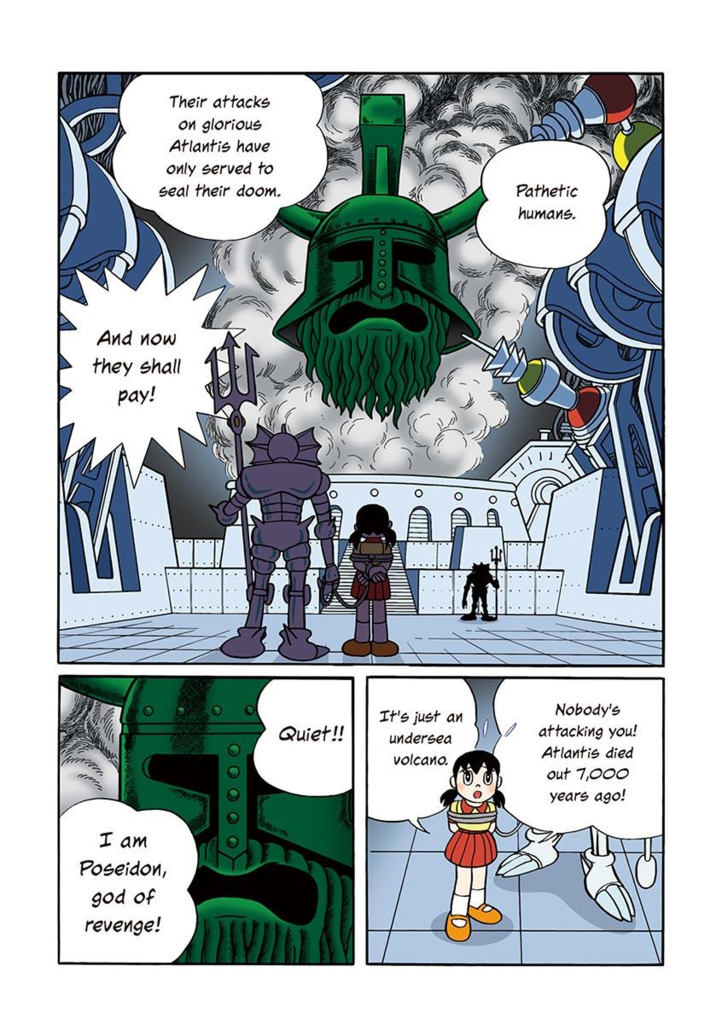 Pathetic
humans.
Their attacks
on glorious
Atlantis have
only served to
seal their doom.
And now
they shall
pay!
Nobody's
attacking you!
Atlantis died
out 7,000
years ago!
It's just an
undersea
volcano.
Quiet!!
I am
Poseidon,
god of
revenge!